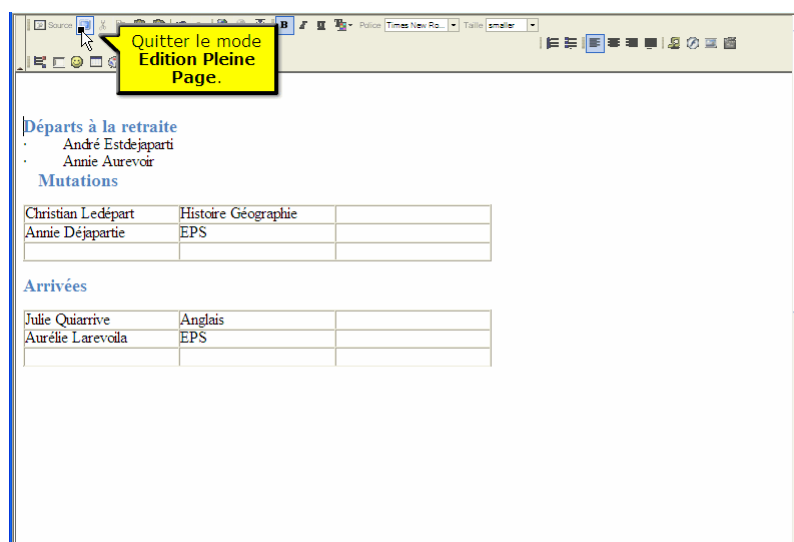 Source
B I U Police Times New Ro... Taille smaller
Quitter le mode
Edition Pleine
Page.
Départs à la retraite
· André Estdejaparti
· Annie Aurevoir
Mutations
Christian Ledépart Histoire Géographie
Annie Déjapartie EPS
Arrivées
Julie Quiarrive Anglais
Aurélie Larevoila EPS